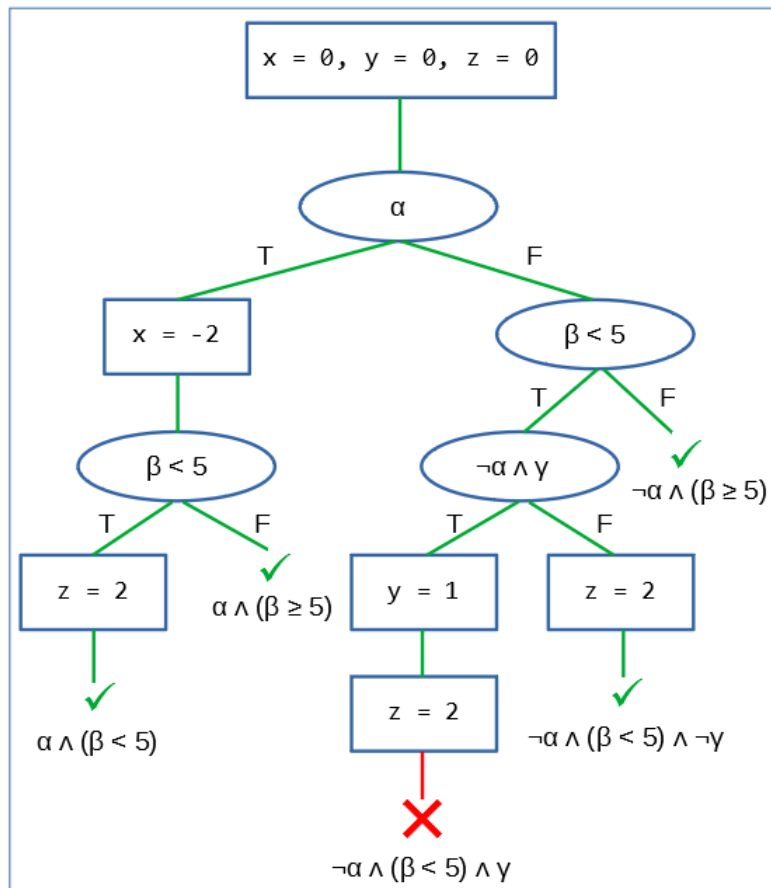 x = 0, y = 0, z = 0
α
T
F
x = -2
β < 5
T
F
β < 5
¬α ∧ γ
¬α ∧ (β ≥ 5)
T
F
T
F
z = 2
α ∧ (β ≥ 5)
y = 1
z = 2
z = 2
α ∧ (β < 5)
¬α ∧ (β < 5) ∧ ¬γ
¬α ∧ (β < 5) ∧ γ